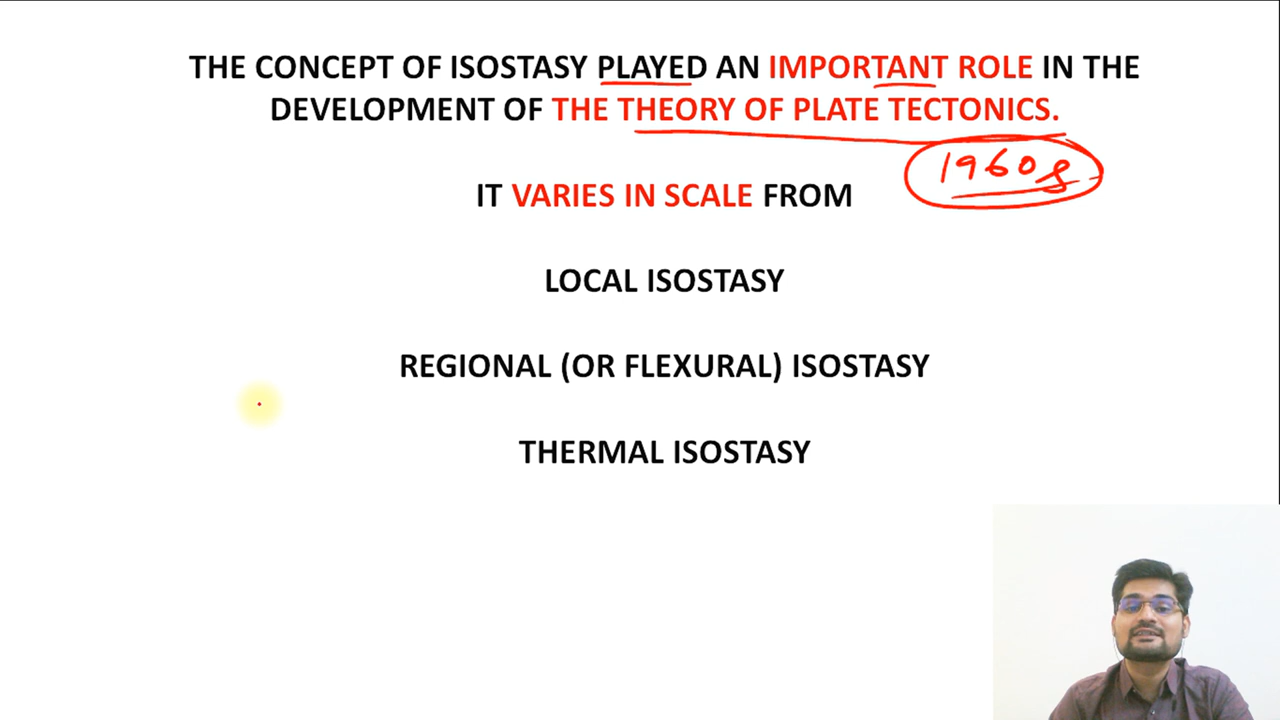 THE CONCEPT OF ISOSTASY PLAYED AN IMPORTANT ROLE IN THE
DEVELOPMENT OF THE THEORY OF PLATE TECTONICS.
1960s
IT VARIES IN SCALE FROM
LOCAL ISOSTASY
REGIONAL (OR FLEXURAL) ISOSTASY
THERMAL ISOSTASY